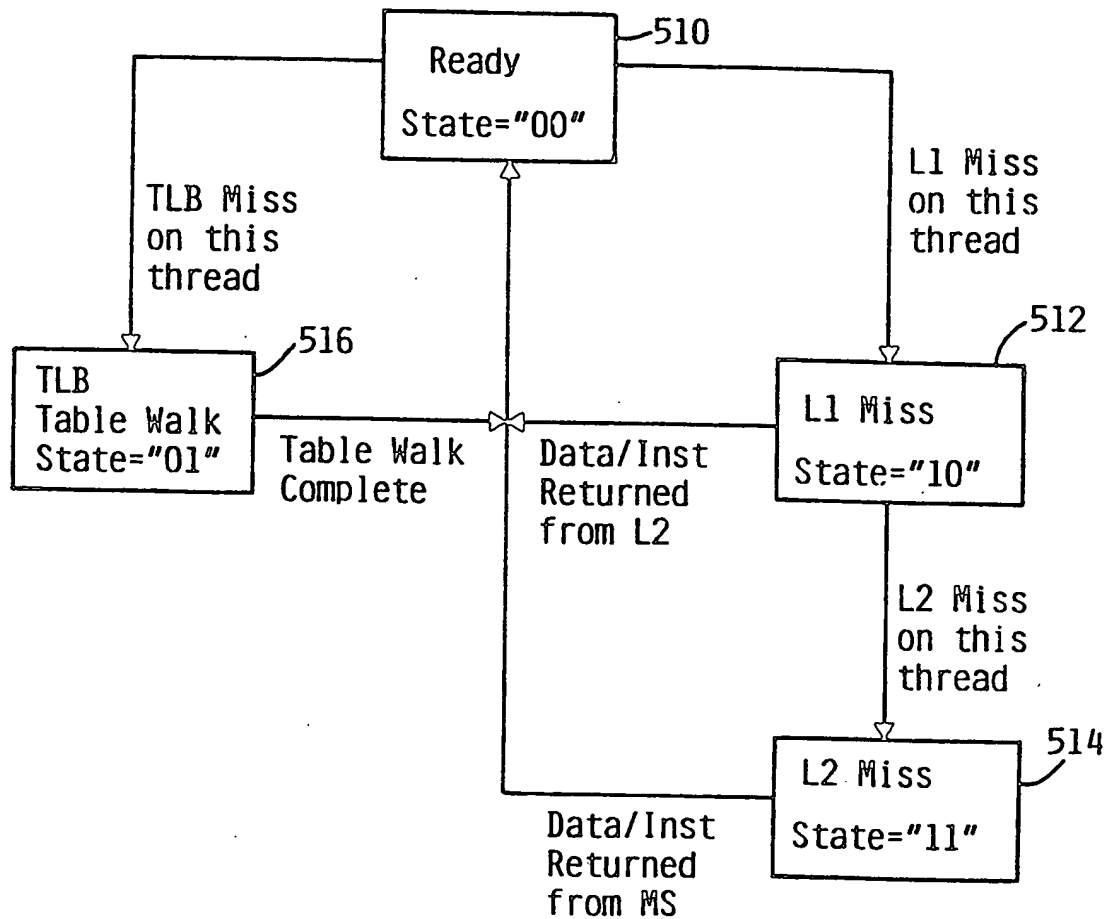 510
Ready
State="00"
TLB Miss
on this
thread
L1 Miss
on this
thread
516
TLB
Table Walk
State="01"
Table Walk
Complete
Data/Inst
Returned
from L2
512
L1 Miss
State="10"
L2 Miss
on this
thread
514
L2 Miss
State="11"
Data/Inst
Returned
from MS